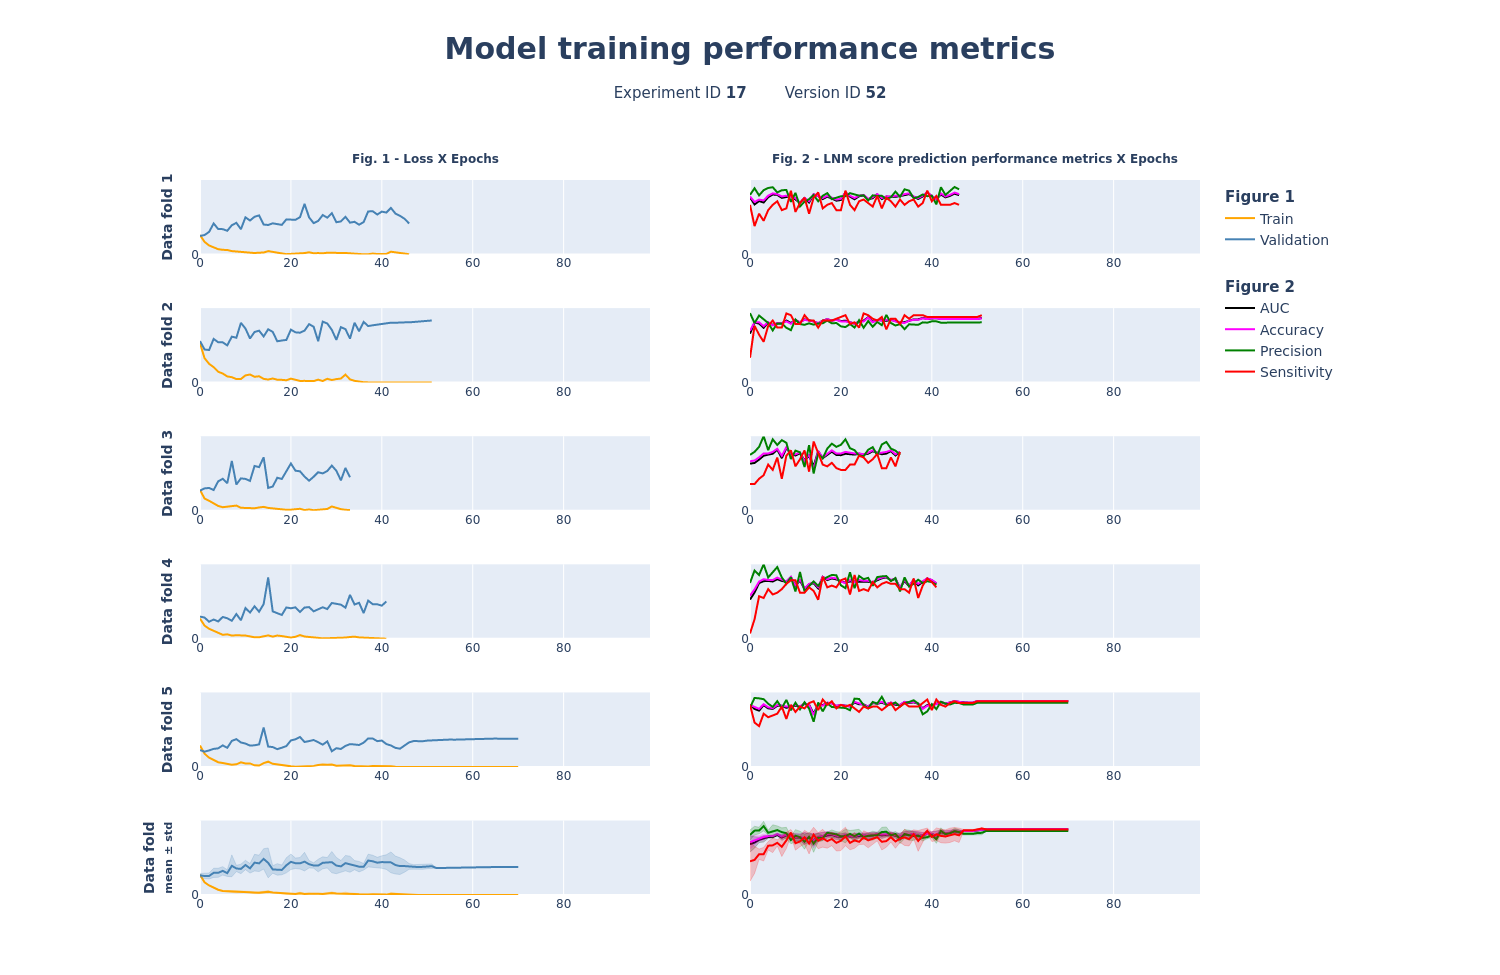 Model training performance metrics
Experiment ID 17 Version ID 52
Fig. 1 - Loss X Epochs
Fig. 2 - LNM score prediction performance metrics X Epochs
Data fold 1
0
0 20 40 60 80
0
0 20 40 60 80
Figure 1
Train
Validation
Figure 2
AUC
Accuracy
Precision
Sensitivity
Data fold 2
0
0 20 40 60 80
0
0 20 40 60 80
Data fold 3
0
0 20 40 60 80
0
0 20 40 60 80
Data fold 4
0
0 20 40 60 80
0
0 20 40 60 80
Data fold 5
0
0 20 40 60 80
0
0 20 40 60 80
Data fold
mean ± std
0
0 20 40 60 80
0
0 20 40 60 80